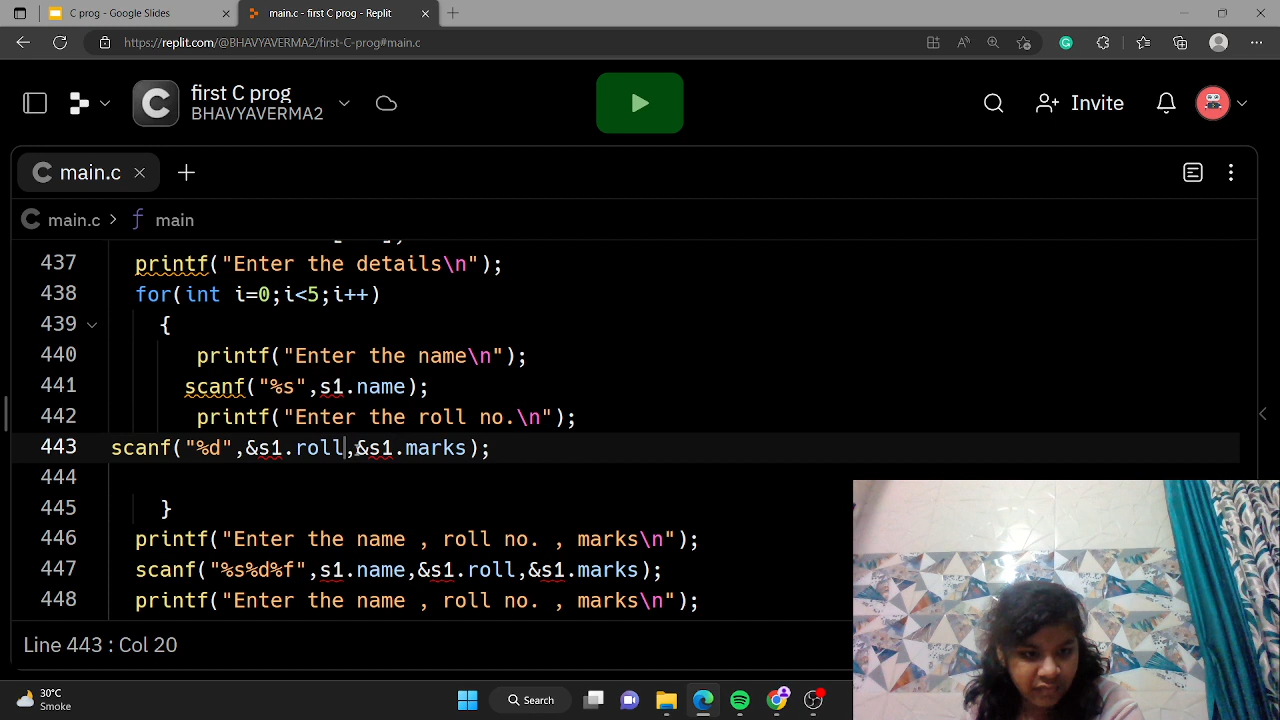 C prog - Google Slides
main.c - first C prog - Replit
https://replit.com/@BHAVYAVERMA2/first-C-prog#main.c
first C prog
BHAVYAVERMA2
Invite
main.c
main.c > main
437 printf("Enter the details\n");
438 for(int i=0;i<5;i++)
439 {
440 printf("Enter the name\n");
441 scanf("%s",s1.name);
442 printf("Enter the roll no.\n");
443 scanf("%d",&s1.roll,&s1.marks);
444
445 }
446 printf("Enter the name , roll no. , marks\n");
447 scanf("%s%d%f",s1.name,&s1.roll,&s1.marks);
448 printf("Enter the name , roll no. , marks\n");
Line 443 : Col 20
30°C
Smoke
Search